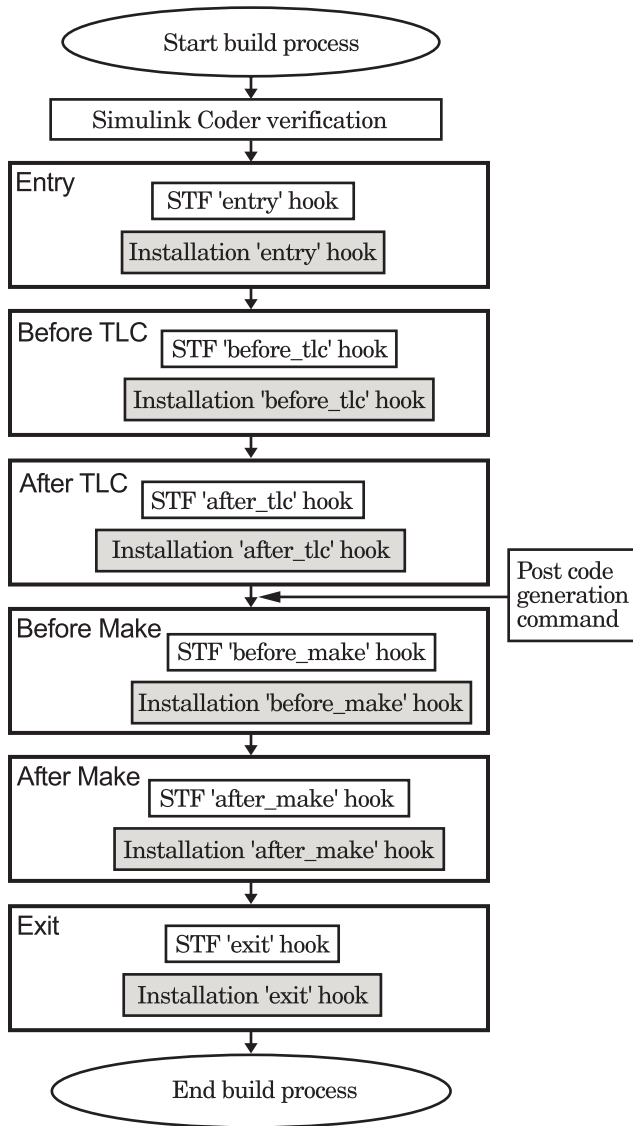 Start build process
Simulink Coder verification
Entry
STF 'entry' hook
Installation 'entry' hook
Before TLC
STF 'before_tlc' hook
Installation 'before_tlc' hook
After TLC
STF 'after_tlc' hook
Installation 'after_tlc' hook
Post code
generation
command
Before Make
STF 'before_make' hook
Installation 'before_make' hook
After Make
STF 'after_make' hook
Installation 'after_make' hook
Exit
STF 'exit' hook
Installation 'exit' hook
End build process